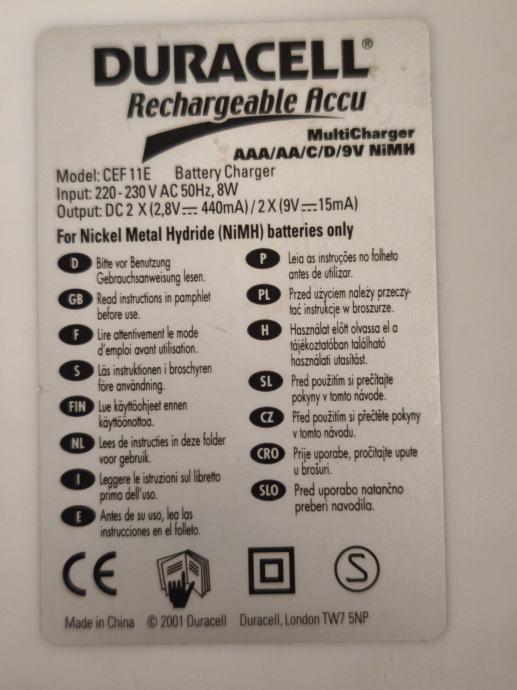 DURACELL®
Rechargeable Accu
MultiCharger
AAA/AA/C/D/9V NiMH
Model: CEF 11E Battery Charger
Input: 220-230 V AC 50Hz, 8W
Output: DC 2 X (2,8V⎓ 440mA) / 2 X (9V⎓15mA)
For Nickel Metal Hydride (NiMH) batteries only
D Bitte vor Benutzung
Gebrauchsanweisung lesen.
GB Read instructions in pamphlet
before use.
F Lire attentivement le mode
d'emploi avant utilisation.
S Läs instruktionen i broschyren
före användning.
FIN Lue käyttöohjeet ennen
käyttöönottoa.
NL Lees de instructies in deze folder
voor gebruik.
I Leggere le istruzioni sul libretto
prima dell'uso.
E Antes de su uso, lea las
instrucciones en el folleto.
P Leia as instruções no folheto
antes de utilizar.
PL Przed użyciem należy przeczy-
tać instrukcje w broszurze.
H Használat előtt olvassa el a
tájékoztatóban található
használati utasítást.
SL Pred použitím si prečítajte
pokyny v tomto návode.
CZ Před použitím si přečtěte pokyny
v tomto návodu.
CRO Prije uporabe, pročitajte upute
u brošuri.
SLO Pred uporabo natančno
preberi navodila.
CE
S
Made in China © 2001 Duracell Duracell, London TW7 5NP